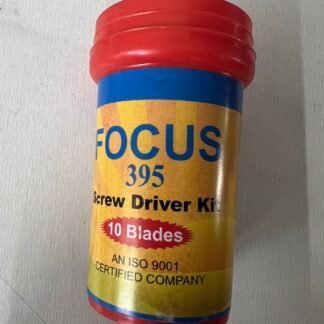 FOCUS
395
Screw Driver Kit
10 Blades
AN ISO 9001
CERTIFIED COMPANY